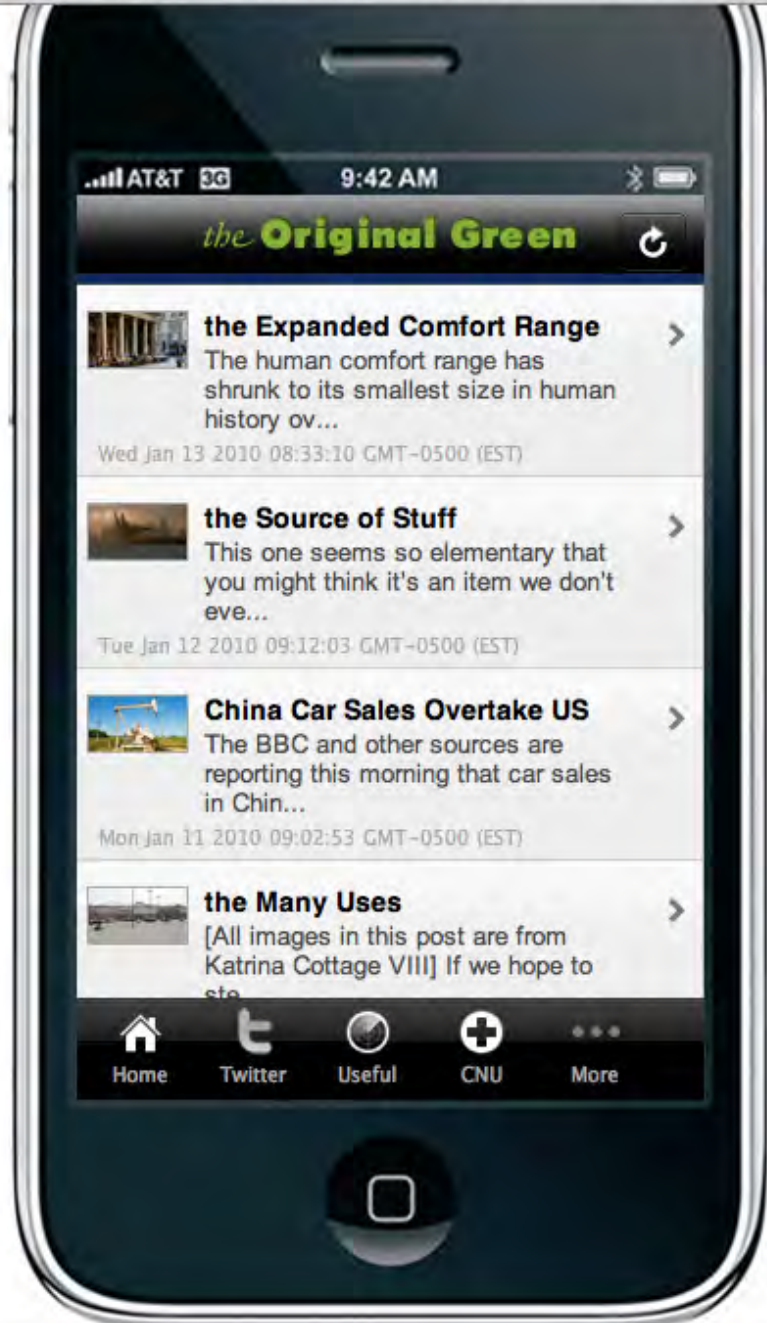 AT&T 3G 9:42 AM
the Original Green
the Expanded Comfort Range
The human comfort range has
shrunk to its smallest size in human
history ov...
Wed Jan 13 2010 08:33:10 GMT-0500 (EST)
the Source of Stuff
This one seems so elementary that
you might think it's an item we don't
eve...
Tue Jan 12 2010 09:12:03 GMT-0500 (EST)
China Car Sales Overtake US
The BBC and other sources are
reporting this morning that car sales
in Chin...
Mon Jan 11 2010 09:02:53 GMT-0500 (EST)
the Many Uses
[All images in this post are from
Katrina Cottage VIII] If we hope to
ste
Home Twitter Useful CNU More